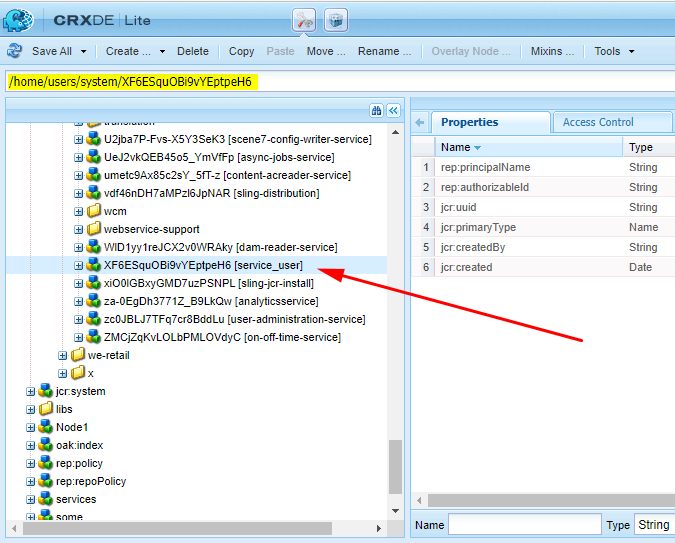 CRXDE | Lite
Save All Create ... Delete Copy Paste Move ... Rename ... Overlay Node ... Mixins ... Tools
/home/users/system/XF6ESquOBi9vYEptpeH6
translation
U2jba7P-Fvs-X5Y3SeK3 [scene7-config-writer-service]
UeJ2vkQEB45o5_YmVfFp [async-jobs-service]
umetc9Ax85c2sY_5fT-z [content-acreader-service]
vdf46nDH7aMPzl6JpNAR [sling-distribution]
wcm
webservice-support
WlD1yy1reJCX2v0WRAky [dam-reader-service]
XF6ESquOBi9vYEptpeH6 [service_user]
xiO0lGBxyGMD7uzPSNPL [sling-jcr-install]
za-0EgDh3771Z_B9LkQw [analyticsservice]
zc0JBLJ7TFq7cr8BddLu [user-administration-service]
ZMCjZqKvLOLbPMLOVdyC [on-off-time-service]
we-retail
x
jcr:system
libs
Node1
oak:index
rep:policy
rep:repoPolicy
services
some
Properties Access Control
Name Type
1 rep:principalName String
2 rep:authorizableId String
3 jcr:uuid String
4 jcr:primaryType Name
5 jcr:createdBy String
6 jcr:created Date
Name Type String